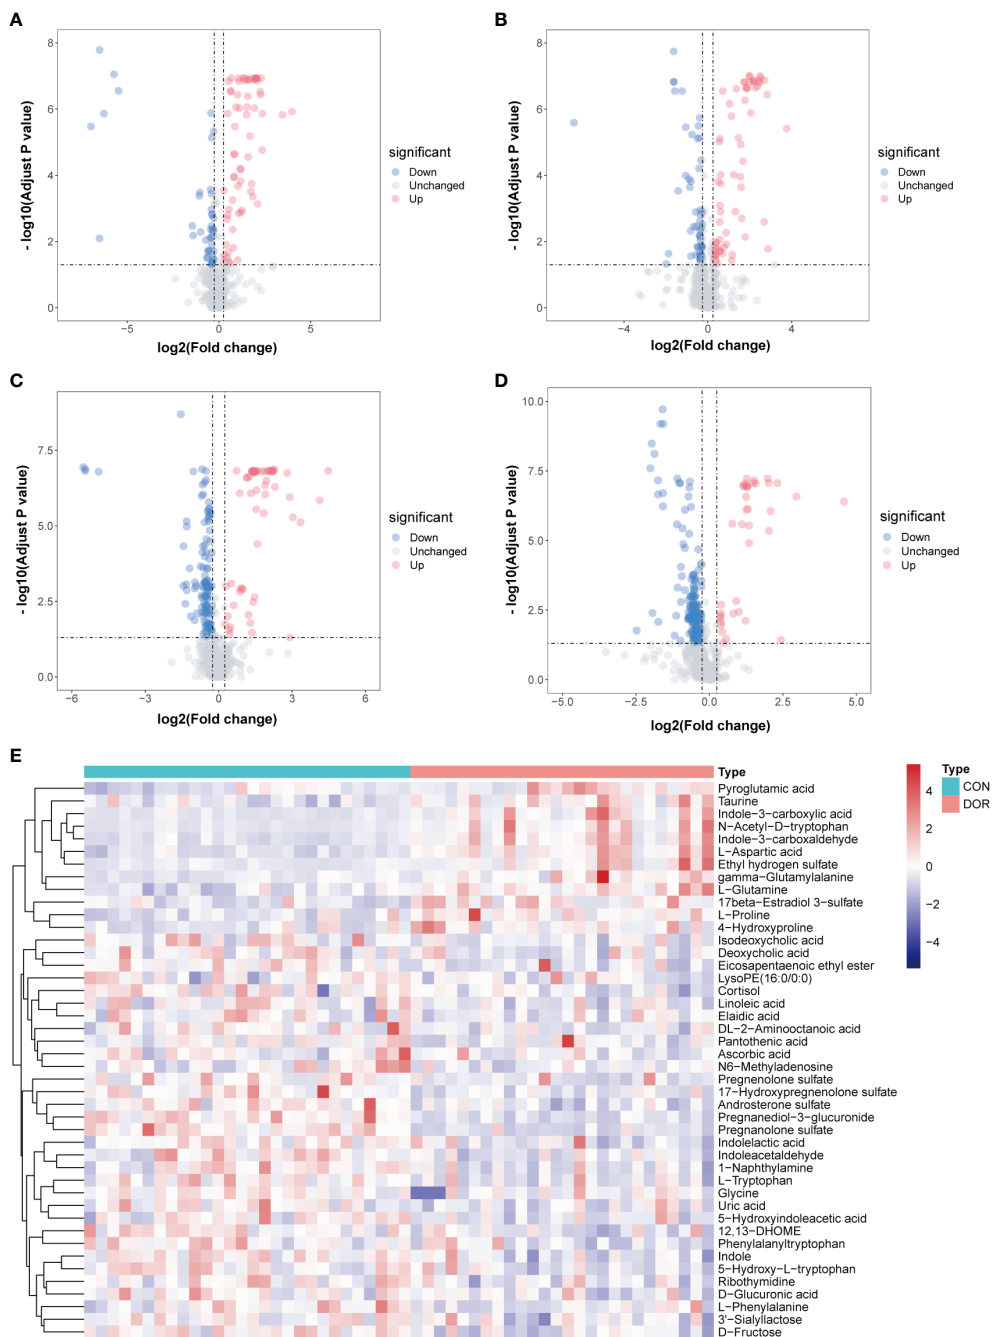 A
8
6
4
2
0
−5
0
5
- log10(Adjust P value)
log2(Fold change)
significant
Down
Unchanged
Up
B
8
6
4
2
0
−4
0
4
- log10(Adjust P value)
log2(Fold change)
significant
Down
Unchanged
Up
C
7.5
5.0
2.5
0.0
−6
−3
0
3
6
- log10(Adjust P value)
log2(Fold change)
significant
Down
Unchanged
Up
D
10.0
7.5
5.0
2.5
0.0
−5.0
−2.5
0.0
2.5
5.0
- log10(Adjust P value)
log2(Fold change)
significant
Down
Unchanged
Up
E
Type
Pyroglutamic acid
Taurine
Indole−3−carboxylic acid
N−Acetyl−D−tryptophan
Indole−3−carboxaldehyde
L−Aspartic acid
Ethyl hydrogen sulfate
gamma−Glutamylalanine
L−Glutamine
17beta−Estradiol 3−sulfate
L−Proline
4−Hydroxyproline
Isodeoxycholic acid
Deoxycholic acid
Eicosapentaenoic ethyl ester
LysoPE(16:0/0:0)
Cortisol
Linoleic acid
Elaidic acid
DL−2−Aminooctanoic acid
Pantothenic acid
Ascorbic acid
N6−Methyladenosine
Pregnenolone sulfate
17−Hydroxypregnenolone sulfate
Androsterone sulfate
Pregnanediol−3−glucuronide
Pregnanolone sulfate
Indolelactic acid
Indoleacetaldehyde
1−Naphthylamine
L−Tryptophan
Glycine
Uric acid
5−Hydroxyindoleacetic acid
12,13−DHOME
Phenylalanyltryptophan
Indole
5−Hydroxy−L−tryptophan
Ribothymidine
D−Glucuronic acid
L−Phenylalanine
3'−Sialyllactose
D−Fructose
4
2
0
−2
−4
Type
CON
DOR